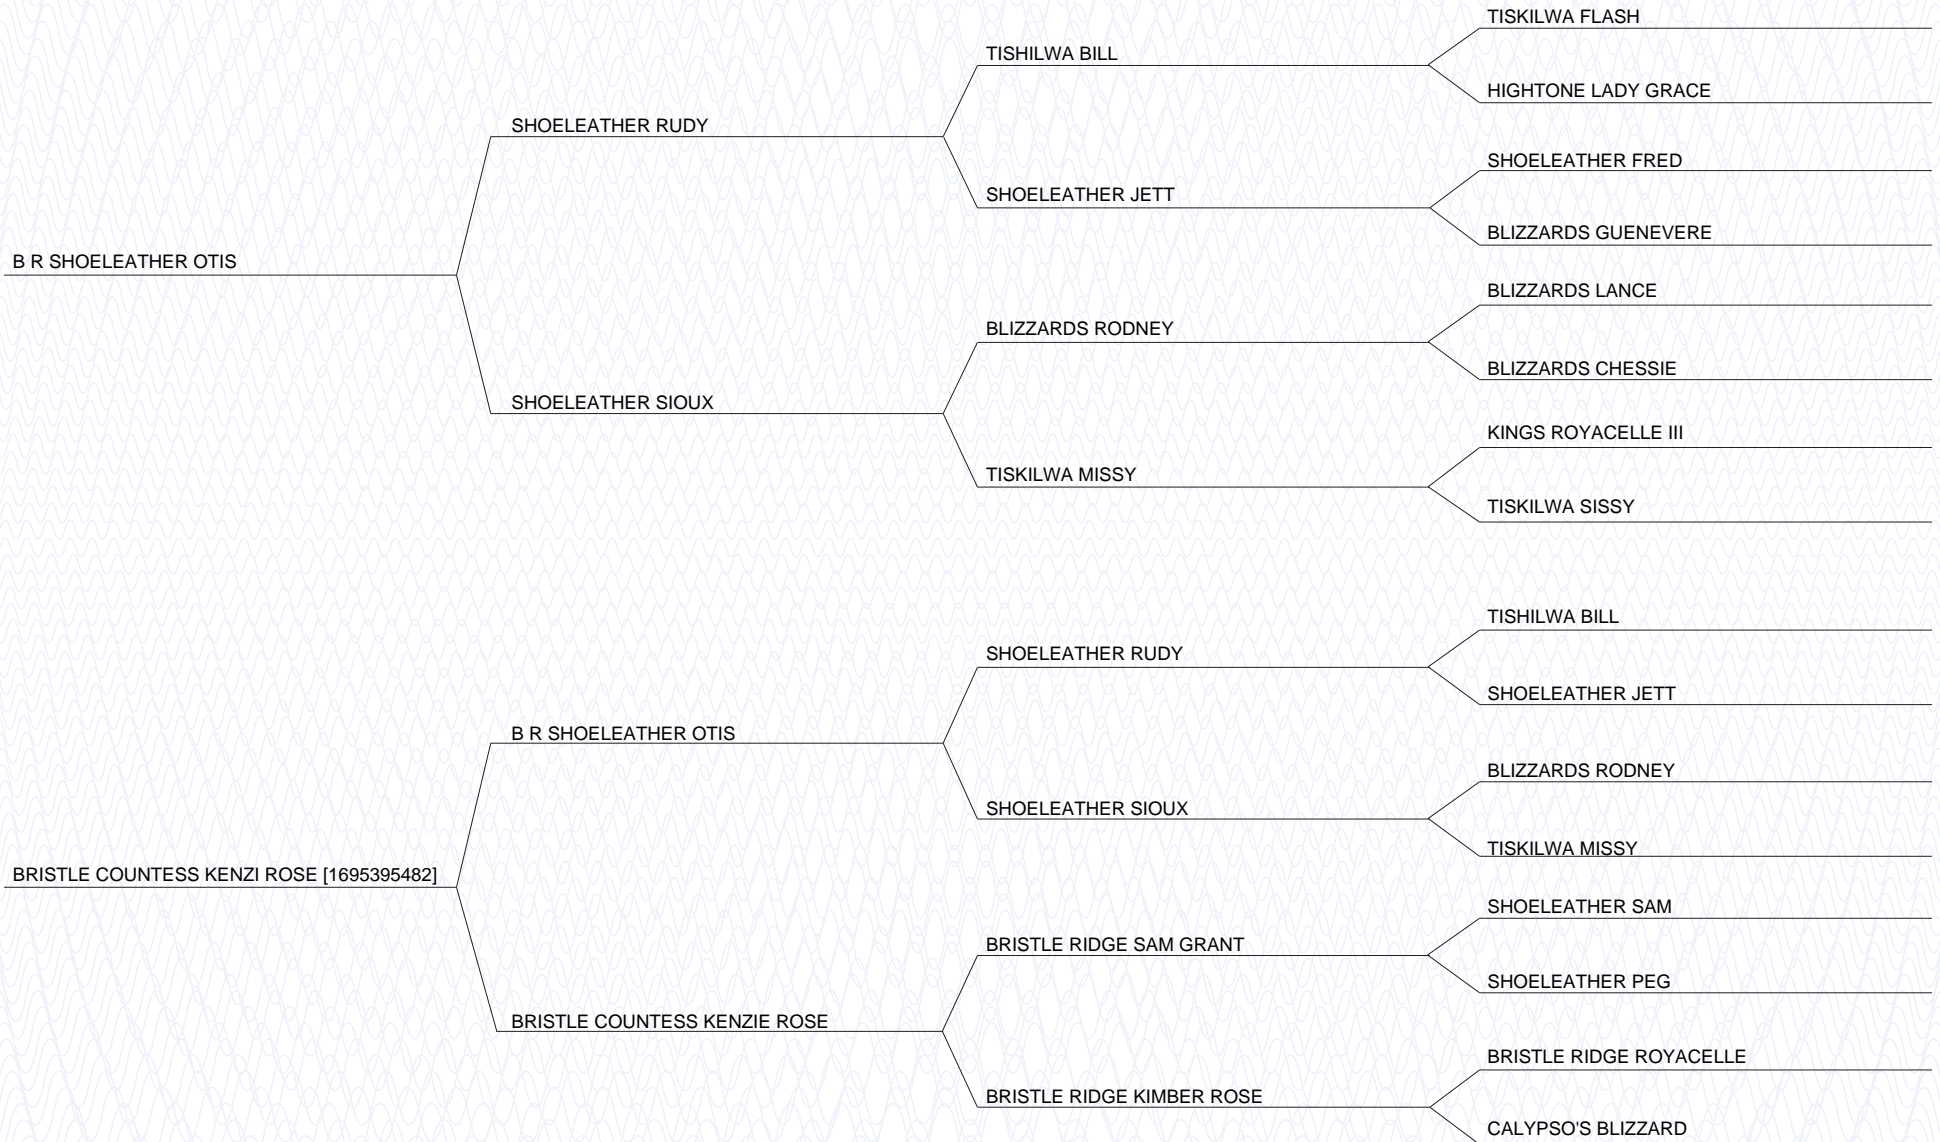 TISKILWA FLASH
TISHILWA BILL
HIGHTONE LADY GRACE
SHOELEATHER RUDY
SHOELEATHER FRED
SHOELEATHER JETT
BLIZZARDS GUENEVERE
B R SHOELEATHER OTIS
BLIZZARDS LANCE
BLIZZARDS RODNEY
BLIZZARDS CHESSIE
SHOELEATHER SIOUX
KINGS ROYACELLE III
TISKILWA MISSY
TISKILWA SISSY
TISHILWA BILL
SHOELEATHER RUDY
SHOELEATHER JETT
B R SHOELEATHER OTIS
BLIZZARDS RODNEY
SHOELEATHER SIOUX
TISKILWA MISSY
BRISTLE COUNTESS KENZI ROSE [1695395482]
SHOELEATHER SAM
BRISTLE RIDGE SAM GRANT
SHOELEATHER PEG
BRISTLE COUNTESS KENZIE ROSE
BRISTLE RIDGE ROYACELLE
BRISTLE RIDGE KIMBER ROSE
CALYPSO'S BLIZZARD